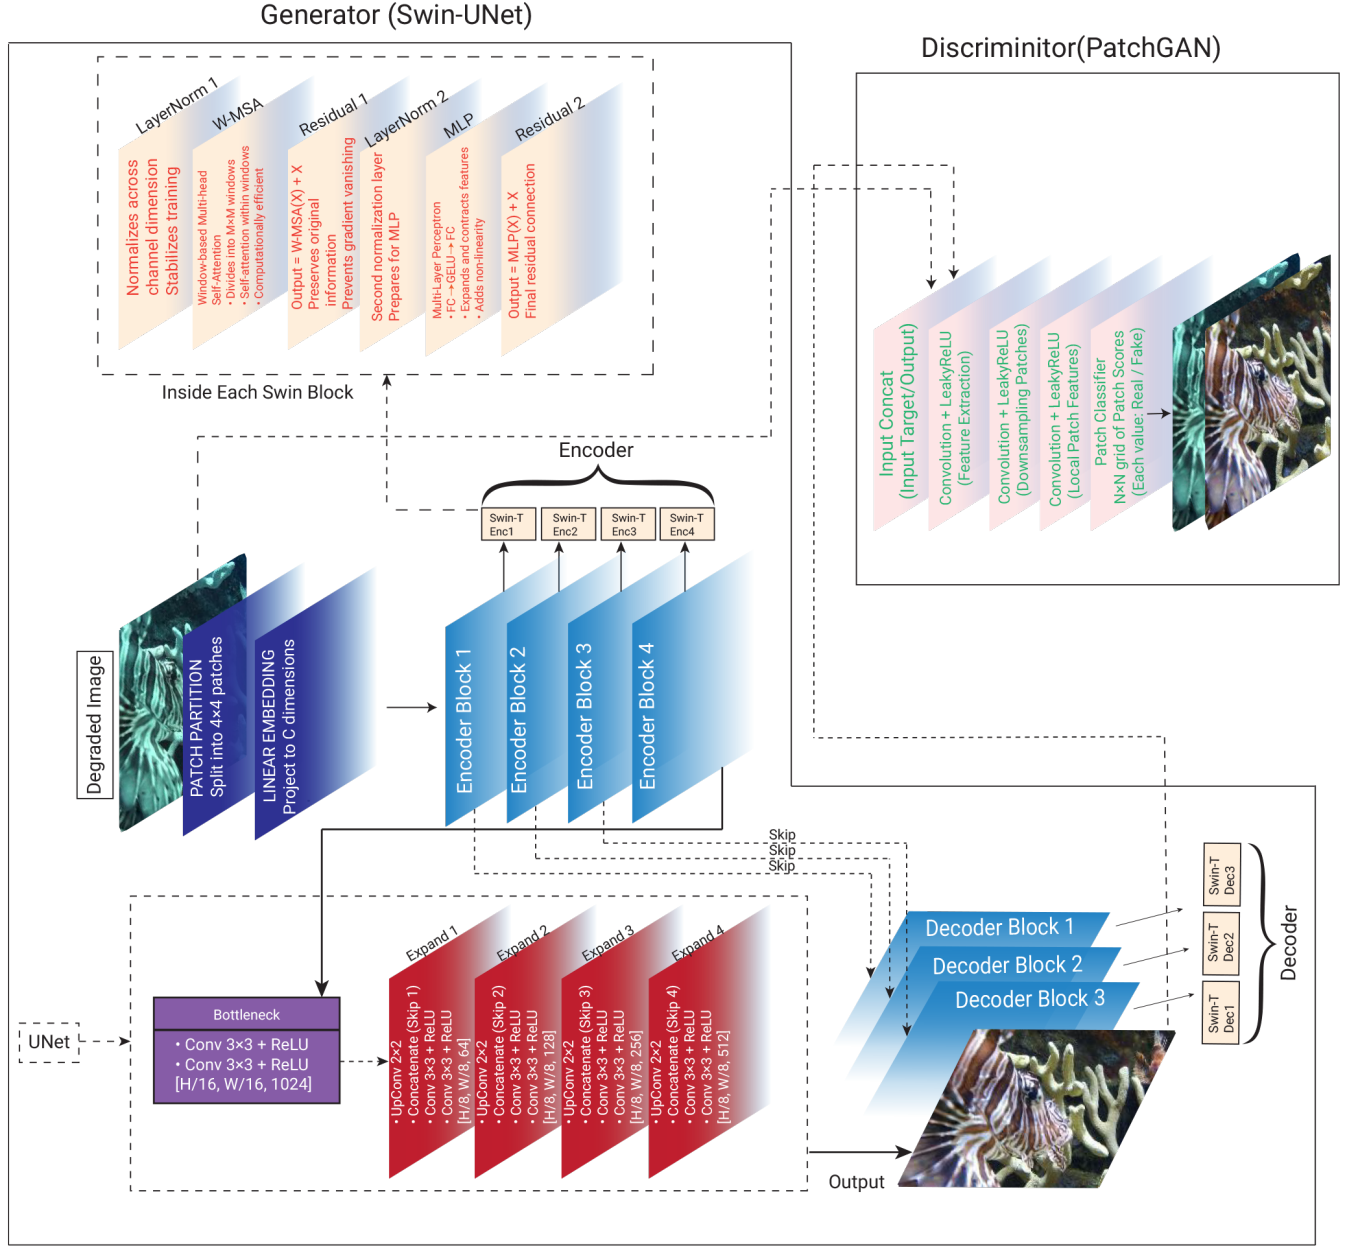 Generator (Swin-UNet)
Discriminitor(PatchGAN)
LayerNorm 1
Normalizes across
channel dimension
Stabilizes training
W-MSA
Window-based Multi-head
Self-Attention
• Divides into M×M windows
• Self-attention within windows
• Computationally efficient
Residual 1
Output = W-MSA(X) + X
Preserves original
information
Prevents gradient vanishing
LayerNorm 2
Second normalization layer
Prepares for MLP
MLP
Multi-Layer Perceptron
• FC→GELU→FC
• Expands and contracts features
• Adds non-linearity
Residual 2
Output = MLP(X) + X
Final residual connection
Inside Each Swin Block
Input Concat
(Input Target/Output)
Convolution + LeakyReLU
(Feature Extraction)
Convolution + LeakyReLU
(Downsampling Patches)
Convolution + LeakyReLU
(Local Patch Features)
Patch Classifier
N×N grid of Patch Scores
(Each value: Real / Fake)
Encoder
Swin-T
Enc1
Swin-T
Enc2
Swin-T
Enc3
Swin-T
Enc4
Degraded Image
PATCH PARTITION
Split into 4×4 patches
LINEAR EMBEDDING
Project to C dimensions
Encoder Block 1
Encoder Block 2
Encoder Block 3
Encoder Block 4
Skip
Skip
Skip
UNet
Bottleneck
• Conv 3×3 + ReLU
• Conv 3×3 + ReLU
[H/16, W/16, 1024]
Expand 1
• UpConv 2×2
• Concatenate (Skip 1)
• Conv 3×3 + ReLU
• Conv 3×3 + ReLU
[H/8, W/8, 64]
Expand 2
• UpConv 2×2
• Concatenate (Skip 2)
• Conv 3×3 + ReLU
• Conv 3×3 + ReLU
[H/8, W/8, 128]
Expand 3
• UpConv 2×2
• Concatenate (Skip 3)
• Conv 3×3 + ReLU
• Conv 3×3 + ReLU
[H/8, W/8, 256]
Expand 4
• UpConv 2×2
• Concatenate (Skip 4)
• Conv 3×3 + ReLU
• Conv 3×3 + ReLU
[H/8, W/8, 512]
Output
Decoder Block 1
Decoder Block 2
Decoder Block 3
Swin-T
Dec3
Swin-T
Dec2
Swin-T
Dec1
Decoder